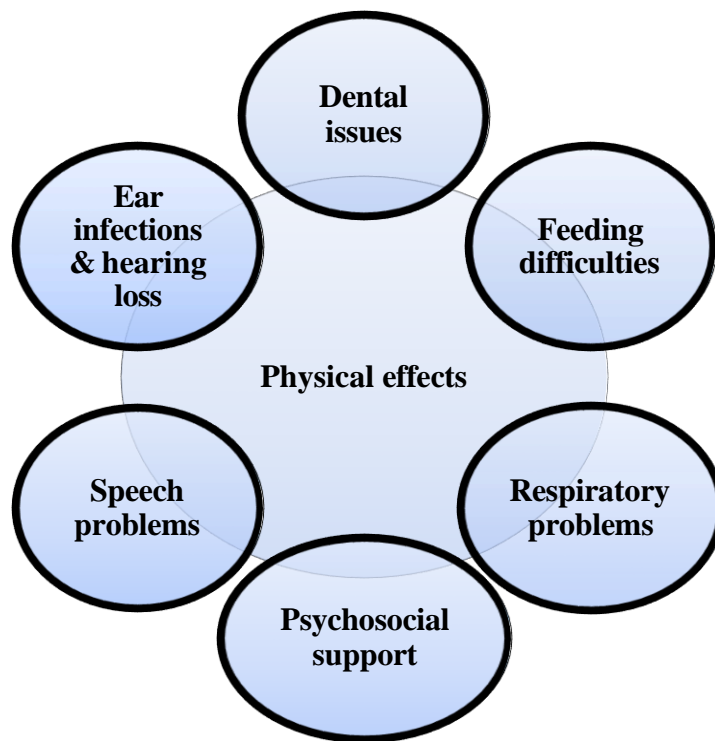 Dental
issues
Ear
infections
& hearing
loss
Feeding
difficulties
Physical effects
Speech
problems
Respiratory
problems
Psychosocial
support